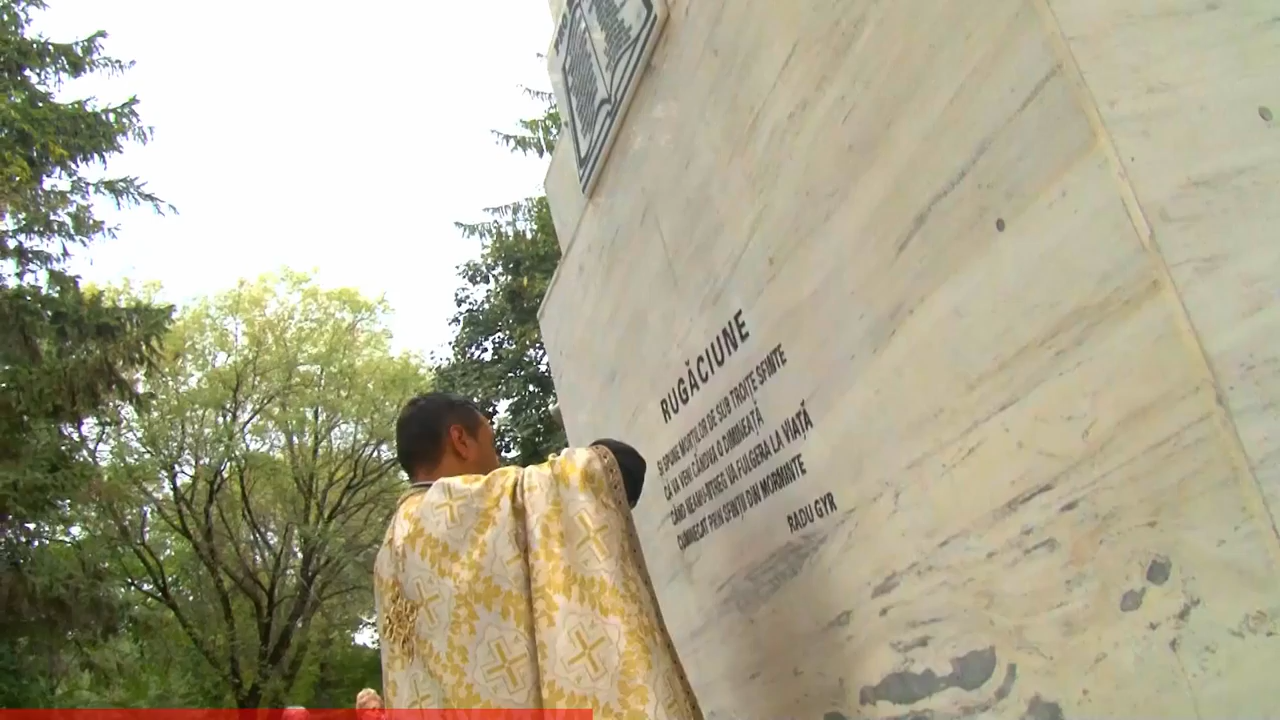 RUGĂCIUNE
ȘI SPUNE MORȚILOR DE SUB TROIȚE SFINTE
CĂ VA VENI CÂNDVA O DIMINEAȚĂ
CÂND NEAMU-NTREG VA FULGERA LA VIAȚĂ
CUMINECAT PRIN SFINȚII DIN MORMINTE
RADU GYR